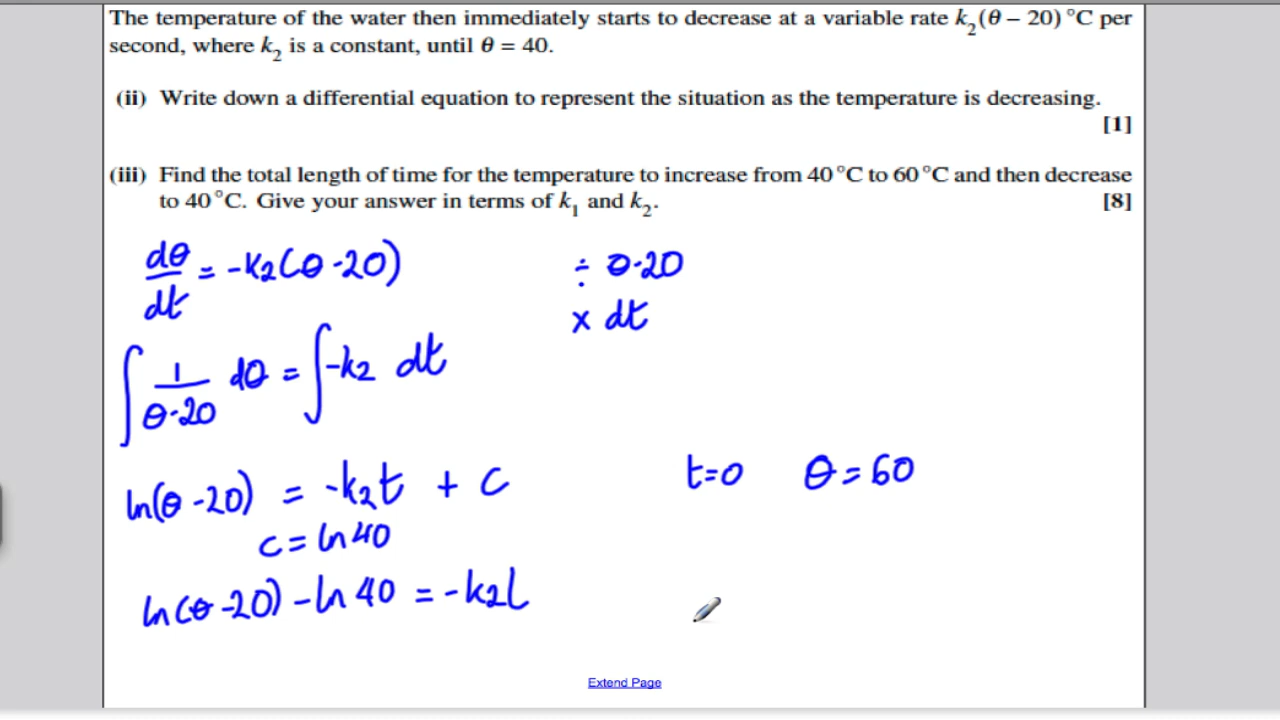 The temperature of the water then immediately starts to decrease at a variable rate k₂(θ – 20) °C per
second, where k₂ is a constant, until θ = 40.
(ii) Write down a differential equation to represent the situation as the temperature is decreasing.
[1]
(iii) Find the total length of time for the temperature to increase from 40 °C to 60 °C and then decrease
to 40 °C. Give your answer in terms of k₁ and k₂. [8]
dθ/dt = -k₂(θ-20) ÷ θ-20
x dt
∫ 1/(θ-20) dθ = ∫ -k₂ dt
ln(θ-20) = -k₂t + c t=0 θ=60
c = ln 40
ln(θ-20) - ln 40 = -k₂
Extend Page